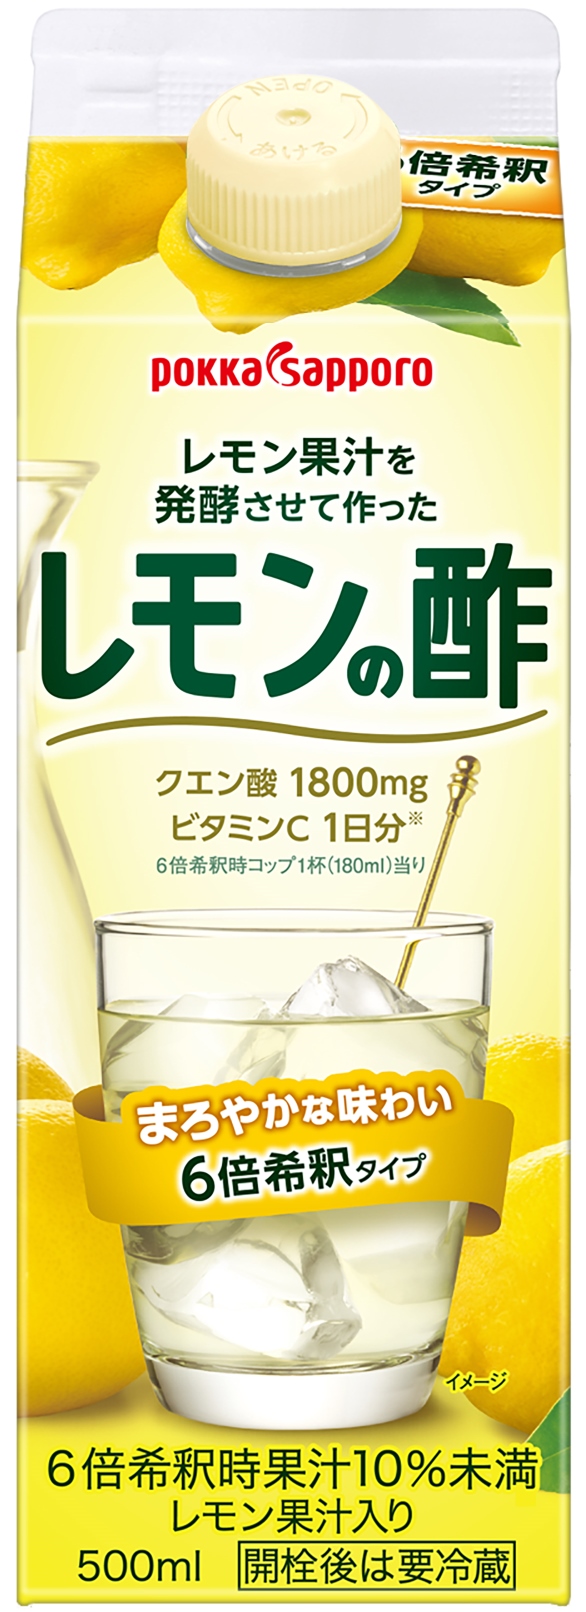 OPEN
あける
倍希釈
タイプ
pokka sapporo
レモン果汁を
発酵させて作った
レモンの酢
クエン酸 1800mg
ビタミンC 1日分※
6倍希釈時コップ1杯(180ml)当り
まろやかな味わい
6倍希釈タイプ
イメージ
6倍希釈時果汁10%未満
レモン果汁入り
500ml 開栓後は要冷蔵